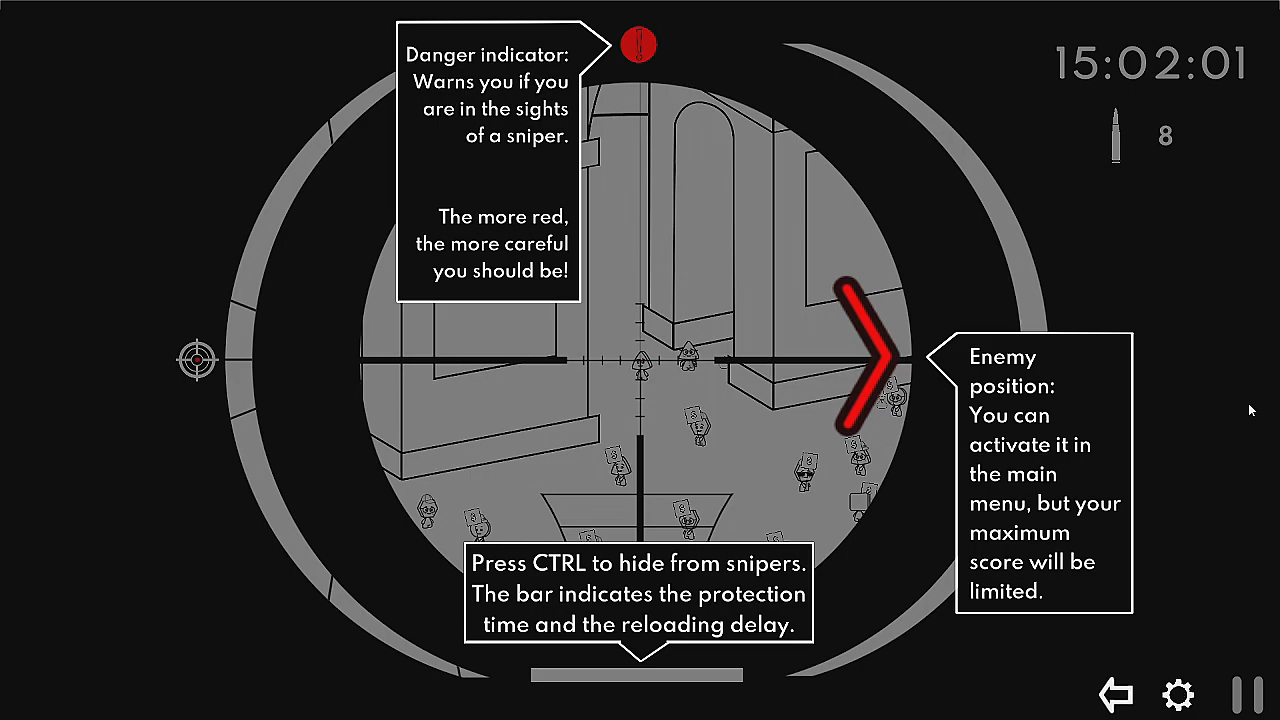 Danger indicator:
Warns you if you
are in the sights
of a sniper.
The more red,
the more careful
you should be!
15:02:01
8
Enemy
position:
You can
activate it in
the main
menu, but your
maximum
score will be
limited.
Press CTRL to hide from snipers.
The bar indicates the protection
time and the reloading delay.